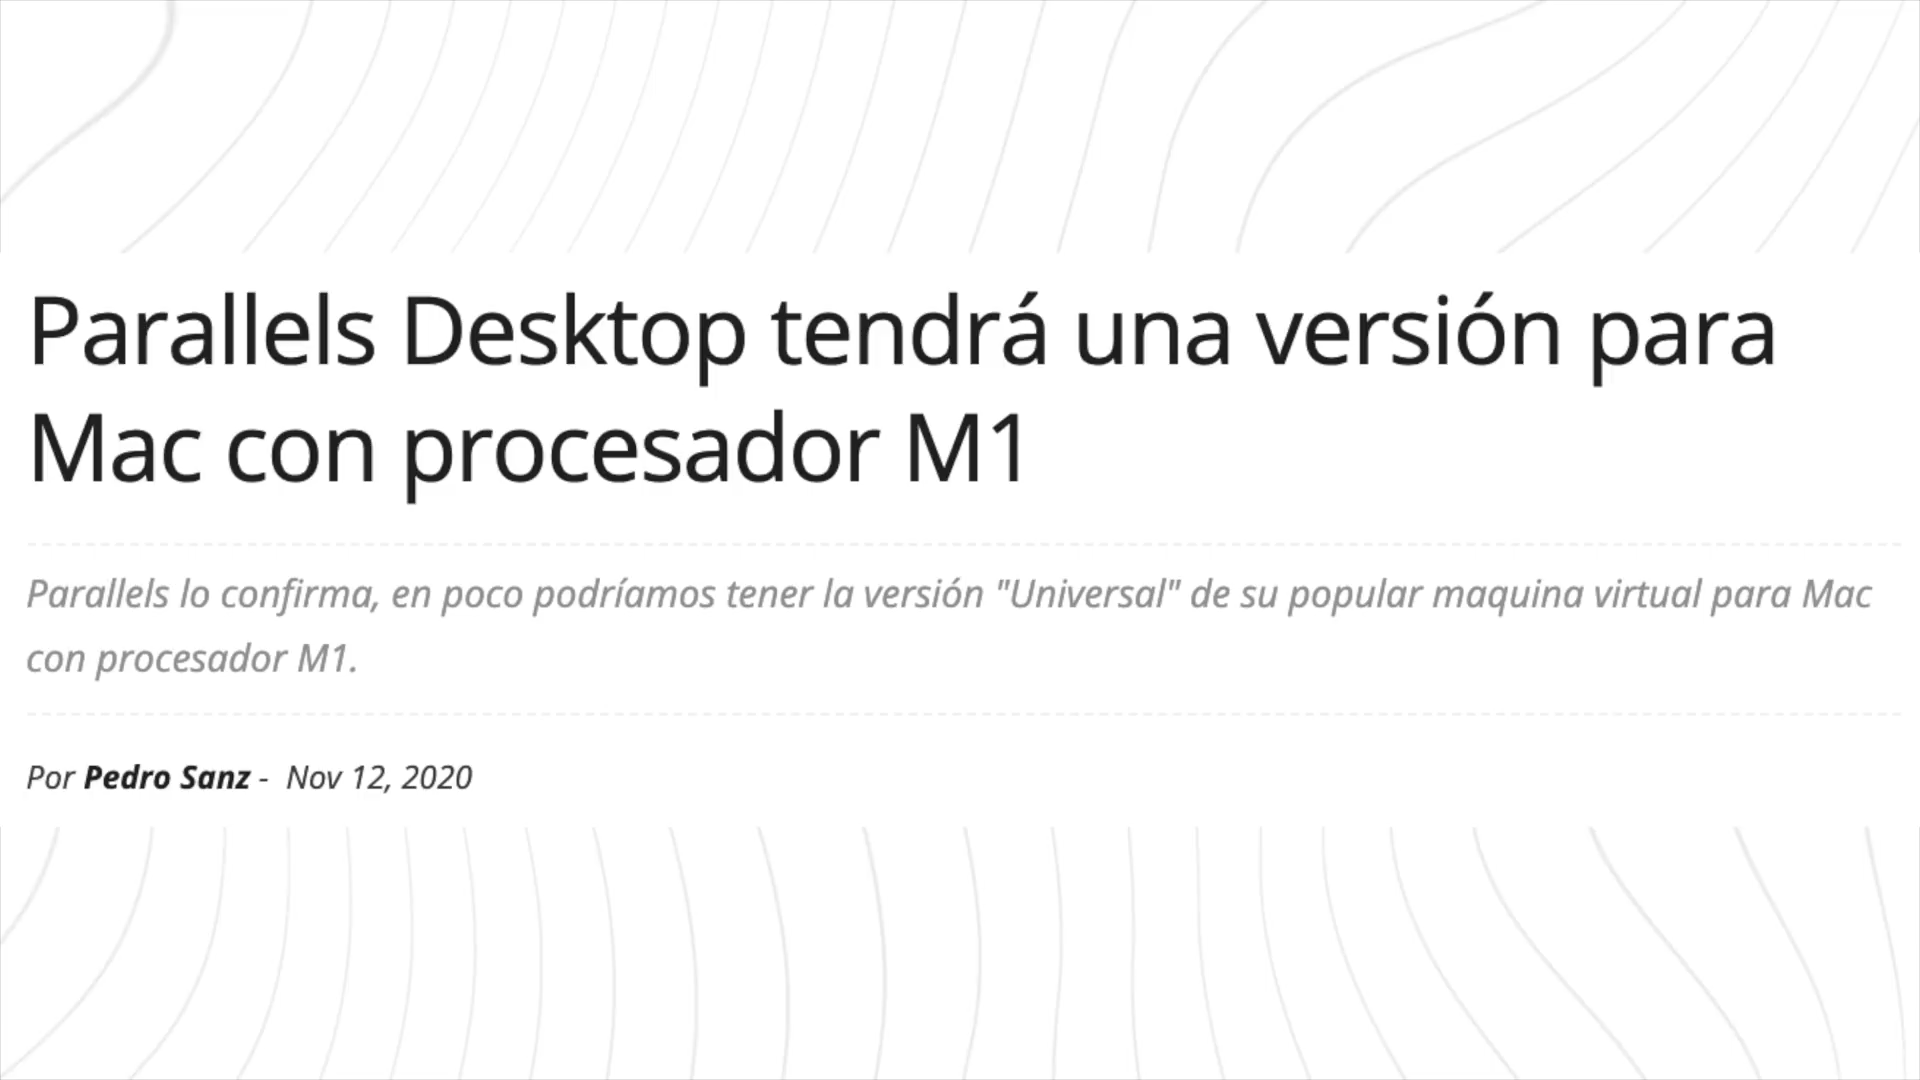 Parallels Desktop tendrá una versión para
Mac con procesador M1
Parallels lo confirma, en poco podríamos tener la versión "Universal" de su popular maquina virtual para Mac
con procesador M1.
Por Pedro Sanz - Nov 12, 2020